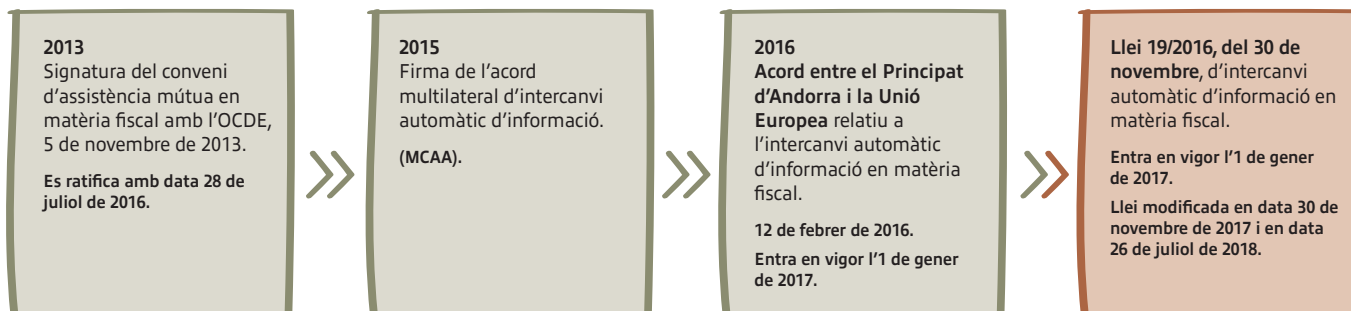 2013
Signatura del conveni
d’assistència mútua en
matèria fiscal amb l’OCDE,
5 de novembre de 2013.
Es ratifica amb data 28 de
juliol de 2016.
2015
Firma de l’acord
multilateral d’intercanvi
automàtic d’informació.
(MCAA).
2016
Acord entre el Principat
d’Andorra i la Unió
Europea relatiu a
l’intercanvi automàtic
d’informació en matèria
fiscal.
12 de febrer de 2016.
Entra en vigor l’1 de gener
de 2017.
Llei 19/2016, del 30 de
novembre, d’intercanvi
automàtic d’informació en
matèria fiscal.
Entra en vigor l’1 de gener
de 2017.
Llei modificada en data 30 de
novembre de 2017 i en data
26 de juliol de 2018.